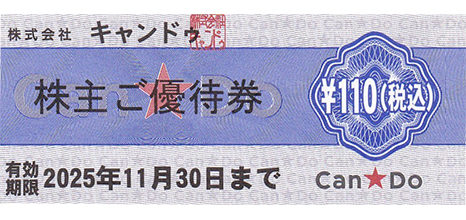 株式会社 キャンドゥ
株主ご優待券
¥110(税込)
有効期限 2025年11月30日まで
Can★Do